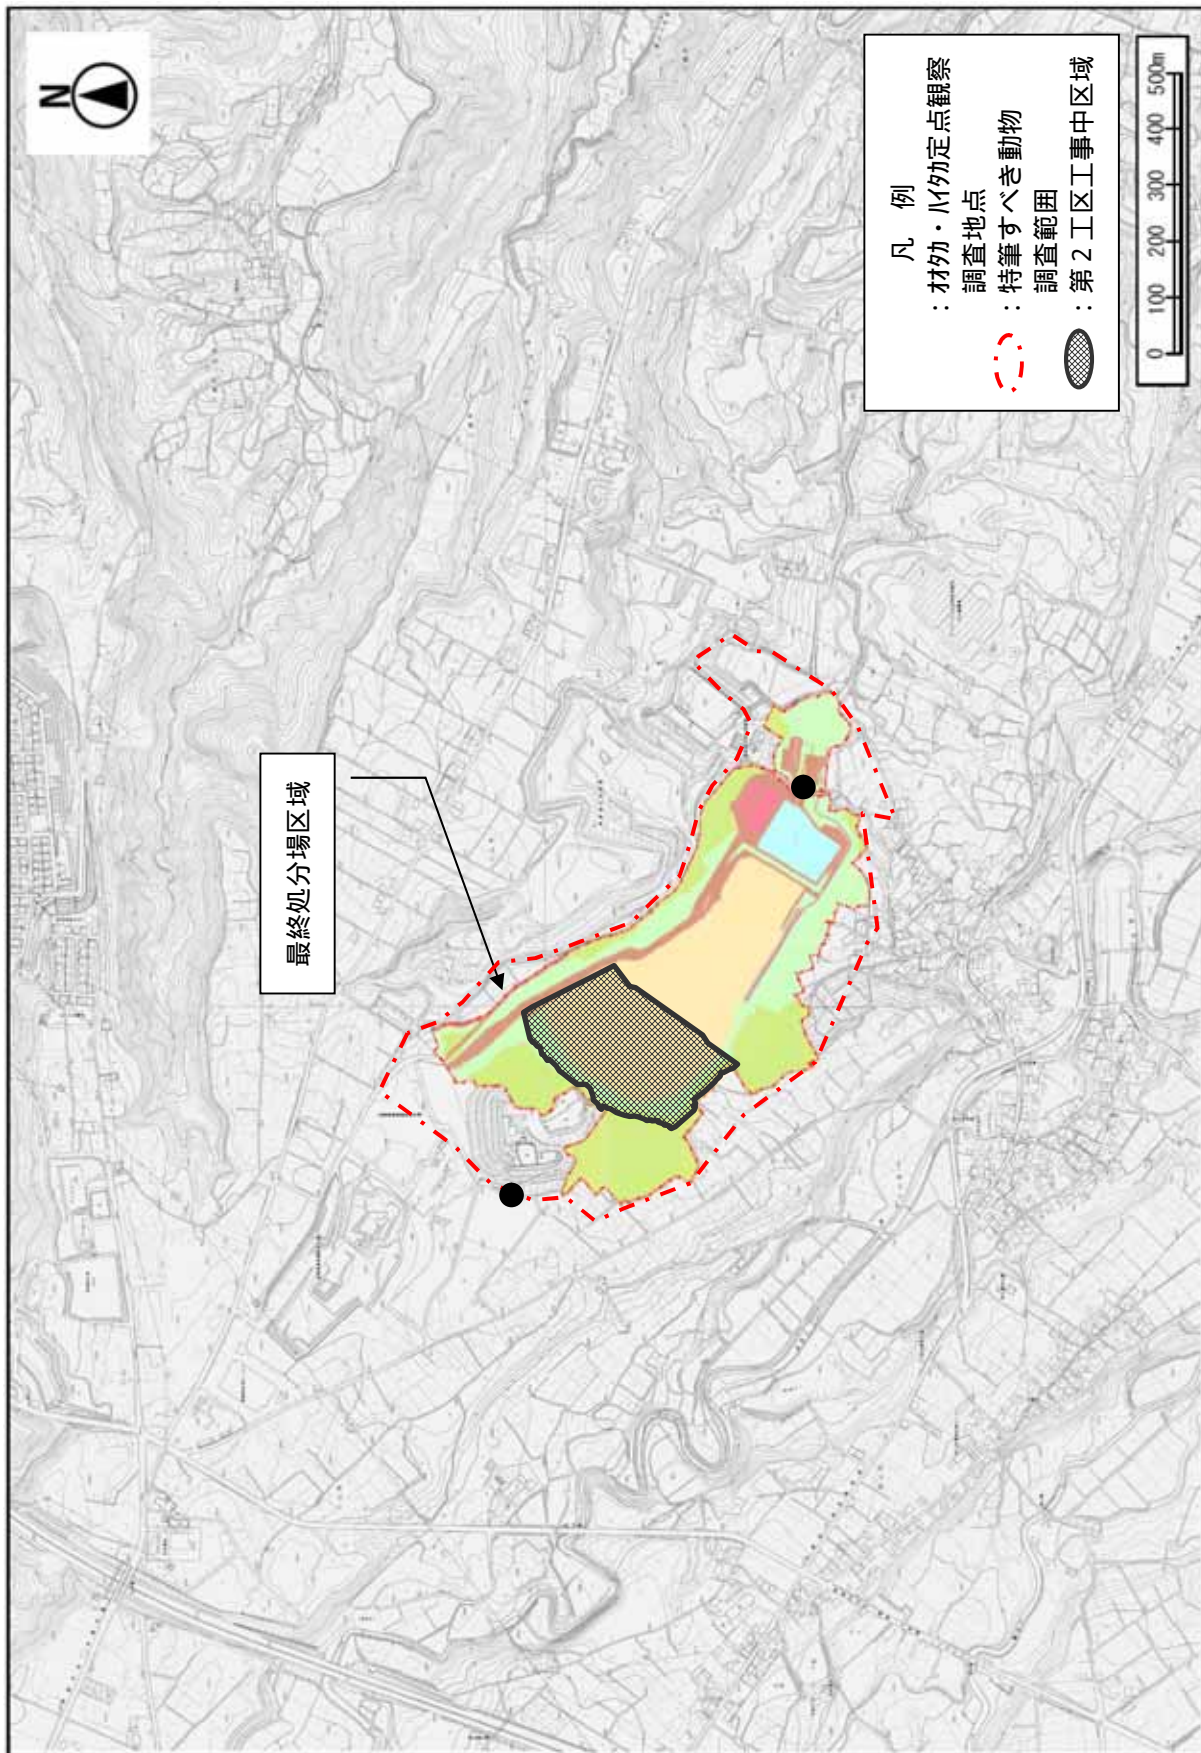 N
最終処分場区域
凡 例
：オオタカ・ハイタカ定点観察
調査地点
：特筆すべき動物
調査範囲
：第２工区工事中区域
0 100 200 300 400 500m